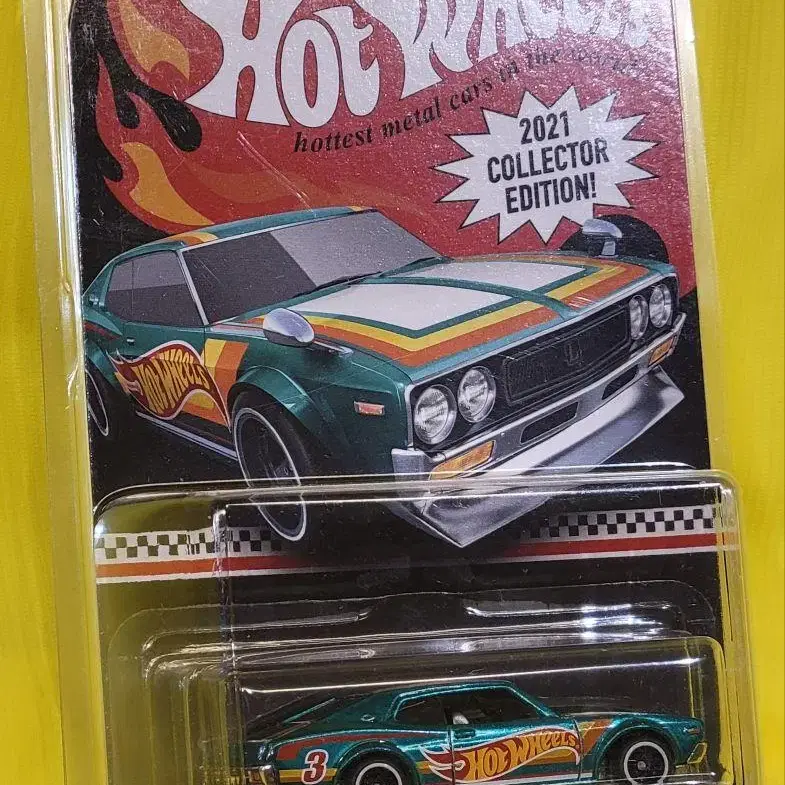 HOT WHEELS
hottest metal cars in the world!
2021
COLLECTOR
EDITION!
HOT WHEELS
3
HOT WHEELS